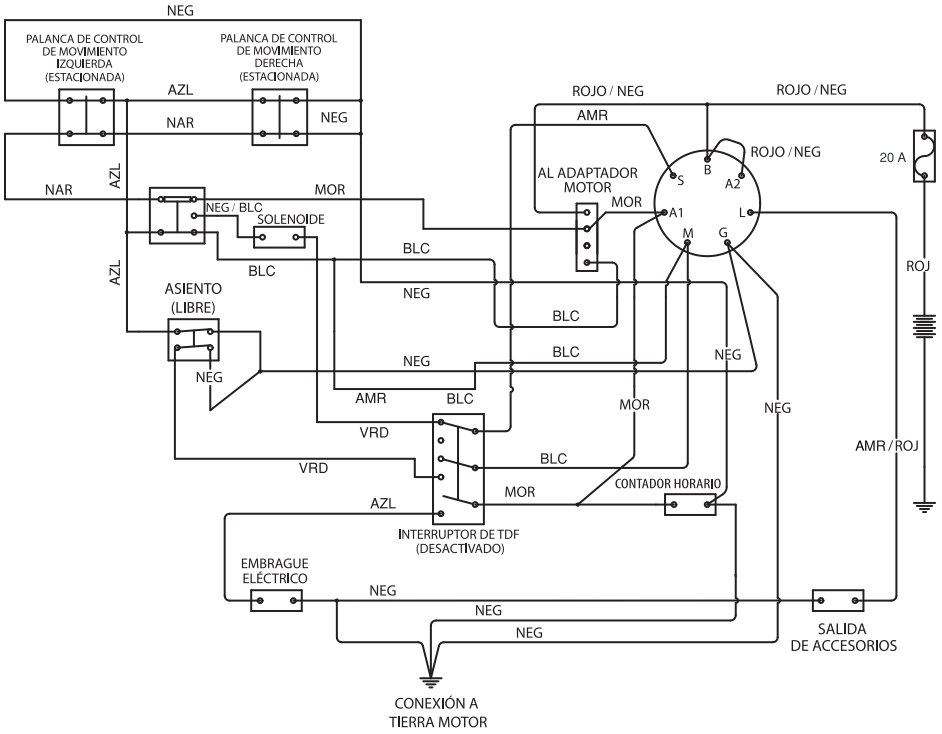 NEG
PALANCA DE CONTROL
DE MOVIMIENTO
IZQUIERDA
(ESTACIONADA)
PALANCA DE CONTROL
DE MOVIMIENTO
DERECHA
(ESTACIONADA)
AZL
NAR
NEG
ROJO / NEG
ROJO / NEG
AMR
ROJO / NEG
20 A
AL ADAPTADOR
MOTOR
B
S
A2
A1
L
M
G
AZL
NAR
MOR
MOR
NEG / BLC
SOLENOIDE
BLC
BLC
AZL
NEG
ROJ
ASIENTO
(LIBRE)
BLC
BLC
NEG
NEG
NEG
AMR
BLC
MOR
NEG
VRD
VRD
BLC
AMR / ROJ
AZL
MOR
CONTADOR HORARIO
INTERRUPTOR DE TDF
(DESACTIVADO)
EMBRAGUE
ELÉCTRICO
NEG
NEG
NEG
SALIDA
DE ACCESORIOS
CONEXIÓN A
TIERRA MOTOR